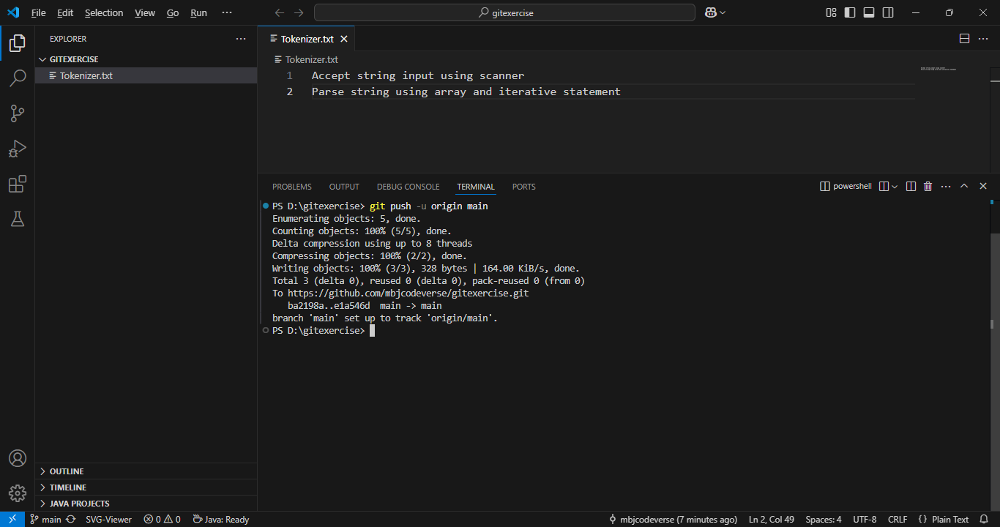 File Edit Selection View Go Run ···
gitexercise
EXPLORER ···
GITEXERCISE
Tokenizer.txt
OUTLINE
TIMELINE
JAVA PROJECTS
Tokenizer.txt
Tokenizer.txt
1 Accept string input using scanner
2 Parse string using array and iterative statement
PROBLEMS OUTPUT DEBUG CONSOLE TERMINAL PORTS powershell
PS D:\gitexercise> git push -u origin main
Enumerating objects: 5, done.
Counting objects: 100% (5/5), done.
Delta compression using up to 8 threads
Compressing objects: 100% (2/2), done.
Writing objects: 100% (3/3), 328 bytes | 164.00 KiB/s, done.
Total 3 (delta 0), reused 0 (delta 0), pack-reused 0 (from 0)
To https://github.com/mbjcodeverse/gitexercise.git
ba2198a..e1a546d main -> main
branch 'main' set up to track 'origin/main'.
PS D:\gitexercise>
main SVG-Viewer 0 0 Java: Ready mbjcodeverse (7 minutes ago) Ln 2, Col 49 Spaces: 4 UTF-8 CRLF {} Plain Text